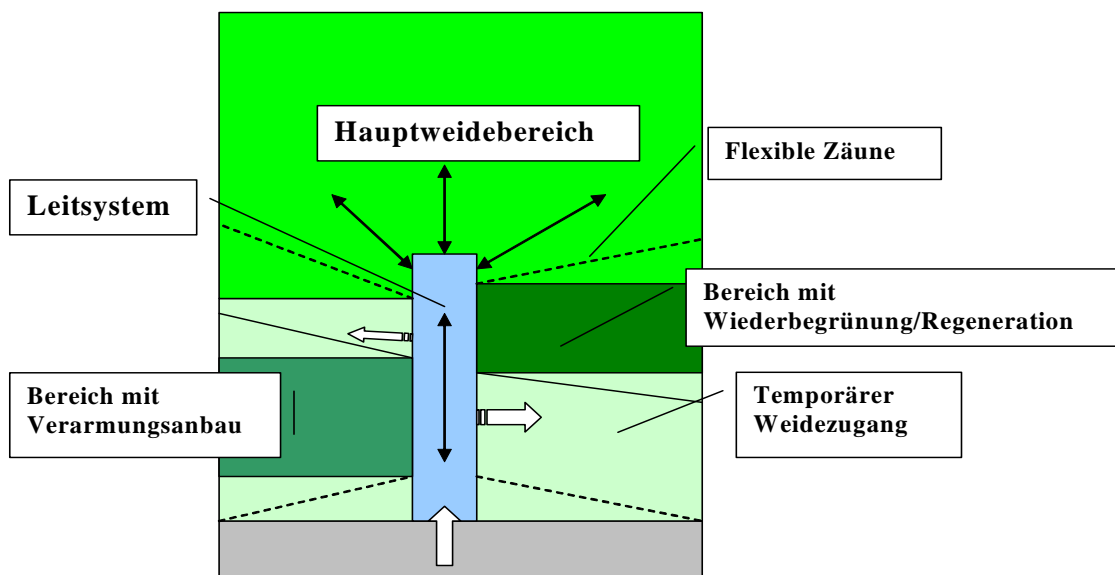 Hauptweidebereich
Flexible Zäune
Leitsystem
Bereich mit
Wiederbegrünung/Regeneration
Bereich mit
Verarmungsanbau
Temporärer
Weidezugang